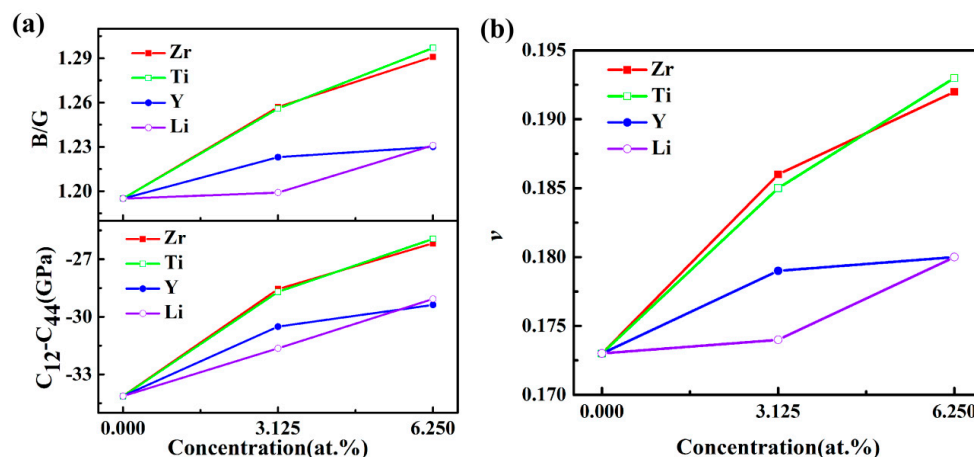 (a)
1.29
1.26
1.23
1.20
B/G
Zr
Ti
Y
Li
-27
-30
-33
C12-C44(GPa)
Zr
Ti
Y
Li
0.000 3.125 6.250
Concentration(at.%)
(b)
0.195
0.190
0.185
0.180
0.175
0.170
ν
Zr
Ti
Y
Li
0.000 3.125 6.250
Concentration(at.%)